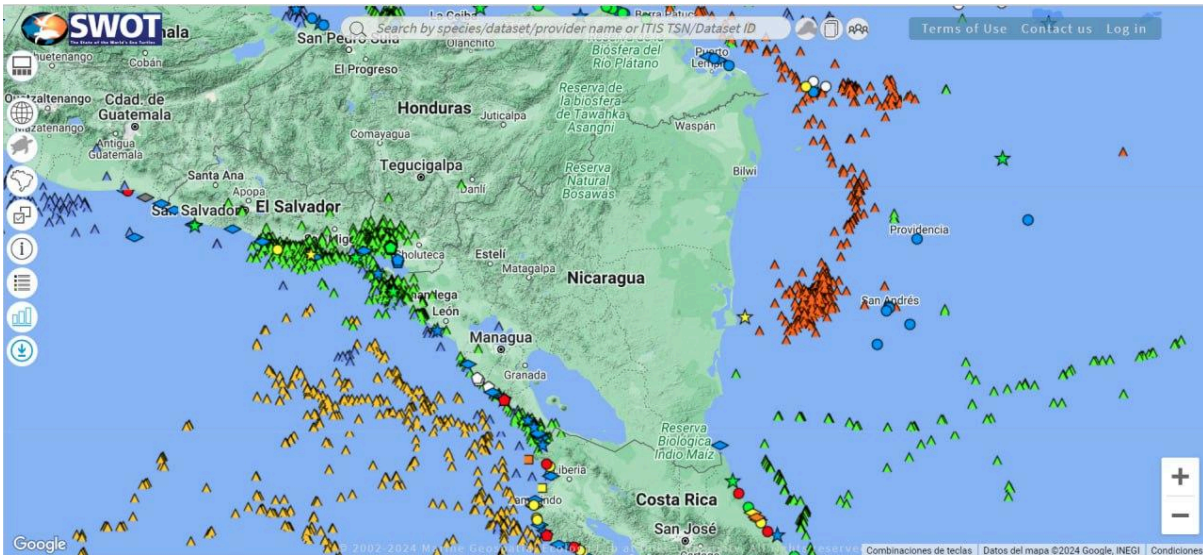 SWOT
The State of the World's Sea Turtles
Search by species/dataset/provider name or ITIS TSN/Dataset ID
Terms of Use Contact us Log in
La Ceiba
San Pedro Sula
Olanchito
Biósfera del
Río Plátano
Puerto
El Progreso
Cobán
Huehuetenango
Quetzaltenango
Cdad. de
Guatemala
Honduras
Juticalpa
Reserva de
la biosfera
de Tawahka
Asangni
Waspán
Mazatenango
Antigua
Guatemala
Comayagua
Tegucigalpa
Santa Ana
Apopa
Danlí
Reserva
Natural
Bosawas
Bilwi
San Salvador
El Salvador
Choluteca
Estelí
Matagalpa
Nicaragua
Providencia
San Andrés
León
Managua
Granada
Reserva
Biológica
Indio Maíz
Liberia
Costa Rica
San José
Google
Combinaciones de teclas
Datos del mapa ©2024 Google, INEGI